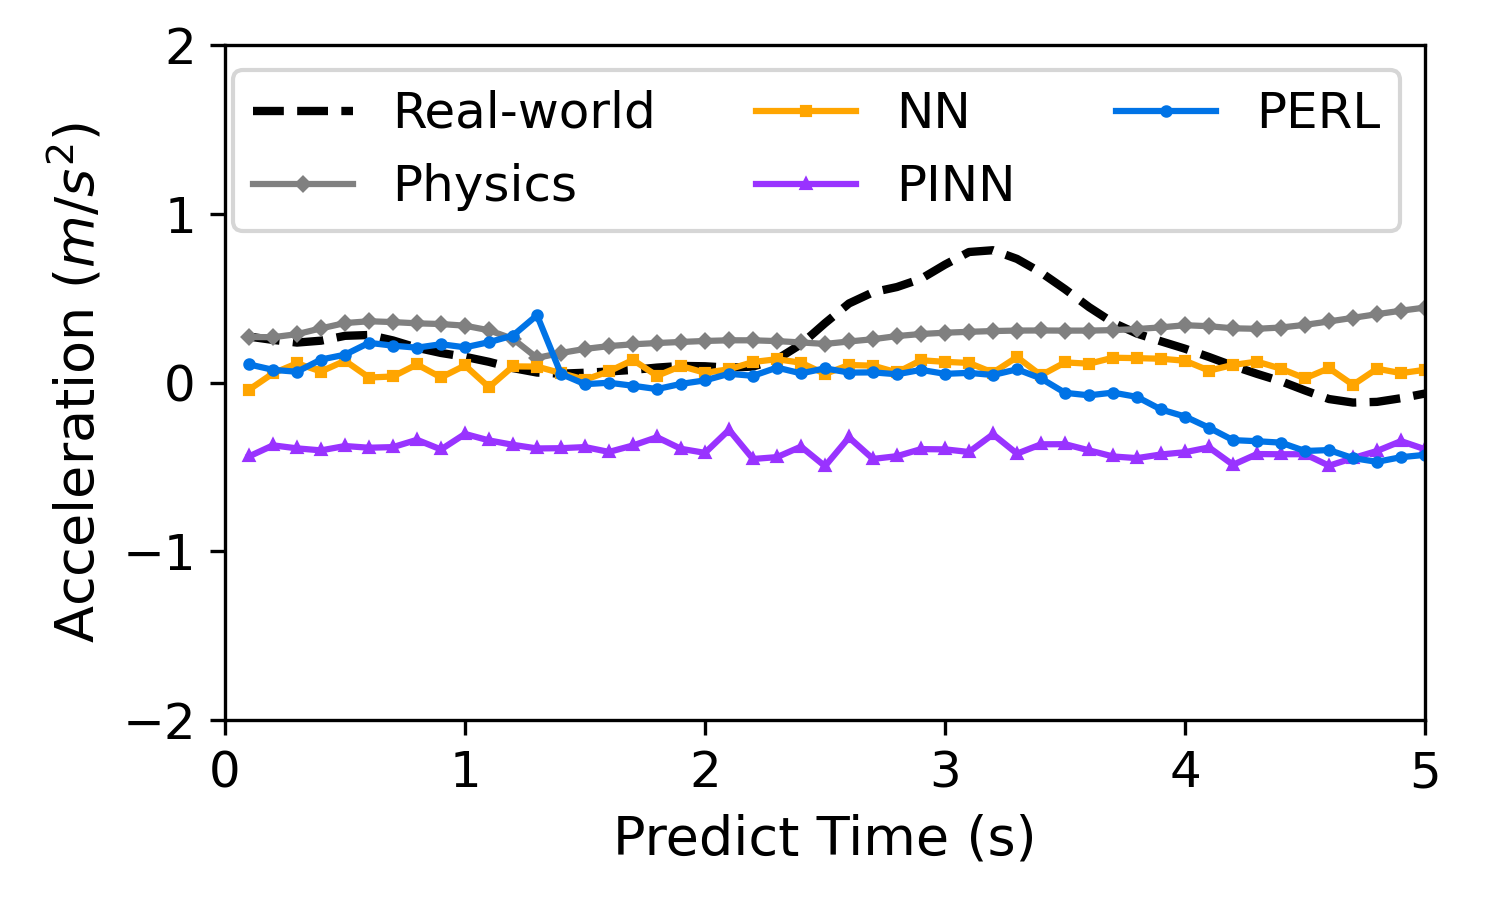 2
1
0
−1
−2
Acceleration (m/s²)
Real-world
Physics
NN
PINN
PERL
0 1 2 3 4 5
Predict Time (s)